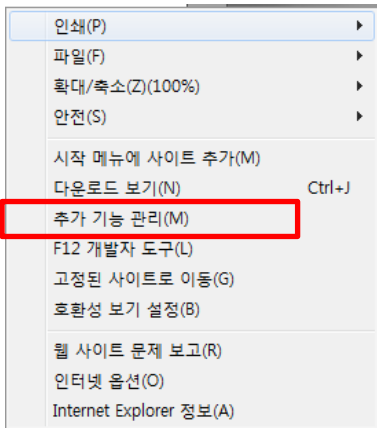 인쇄(P)
파일(F)
확대/축소(Z)(100%)
안전(S)
시작 메뉴에 사이트 추가(M)
다운로드 보기(N) Ctrl+J
추가 기능 관리(M)
F12 개발자 도구(L)
고정된 사이트로 이동(G)
호환성 보기 설정(B)
웹 사이트 문제 보고(R)
인터넷 옵션(O)
Internet Explorer 정보(A)